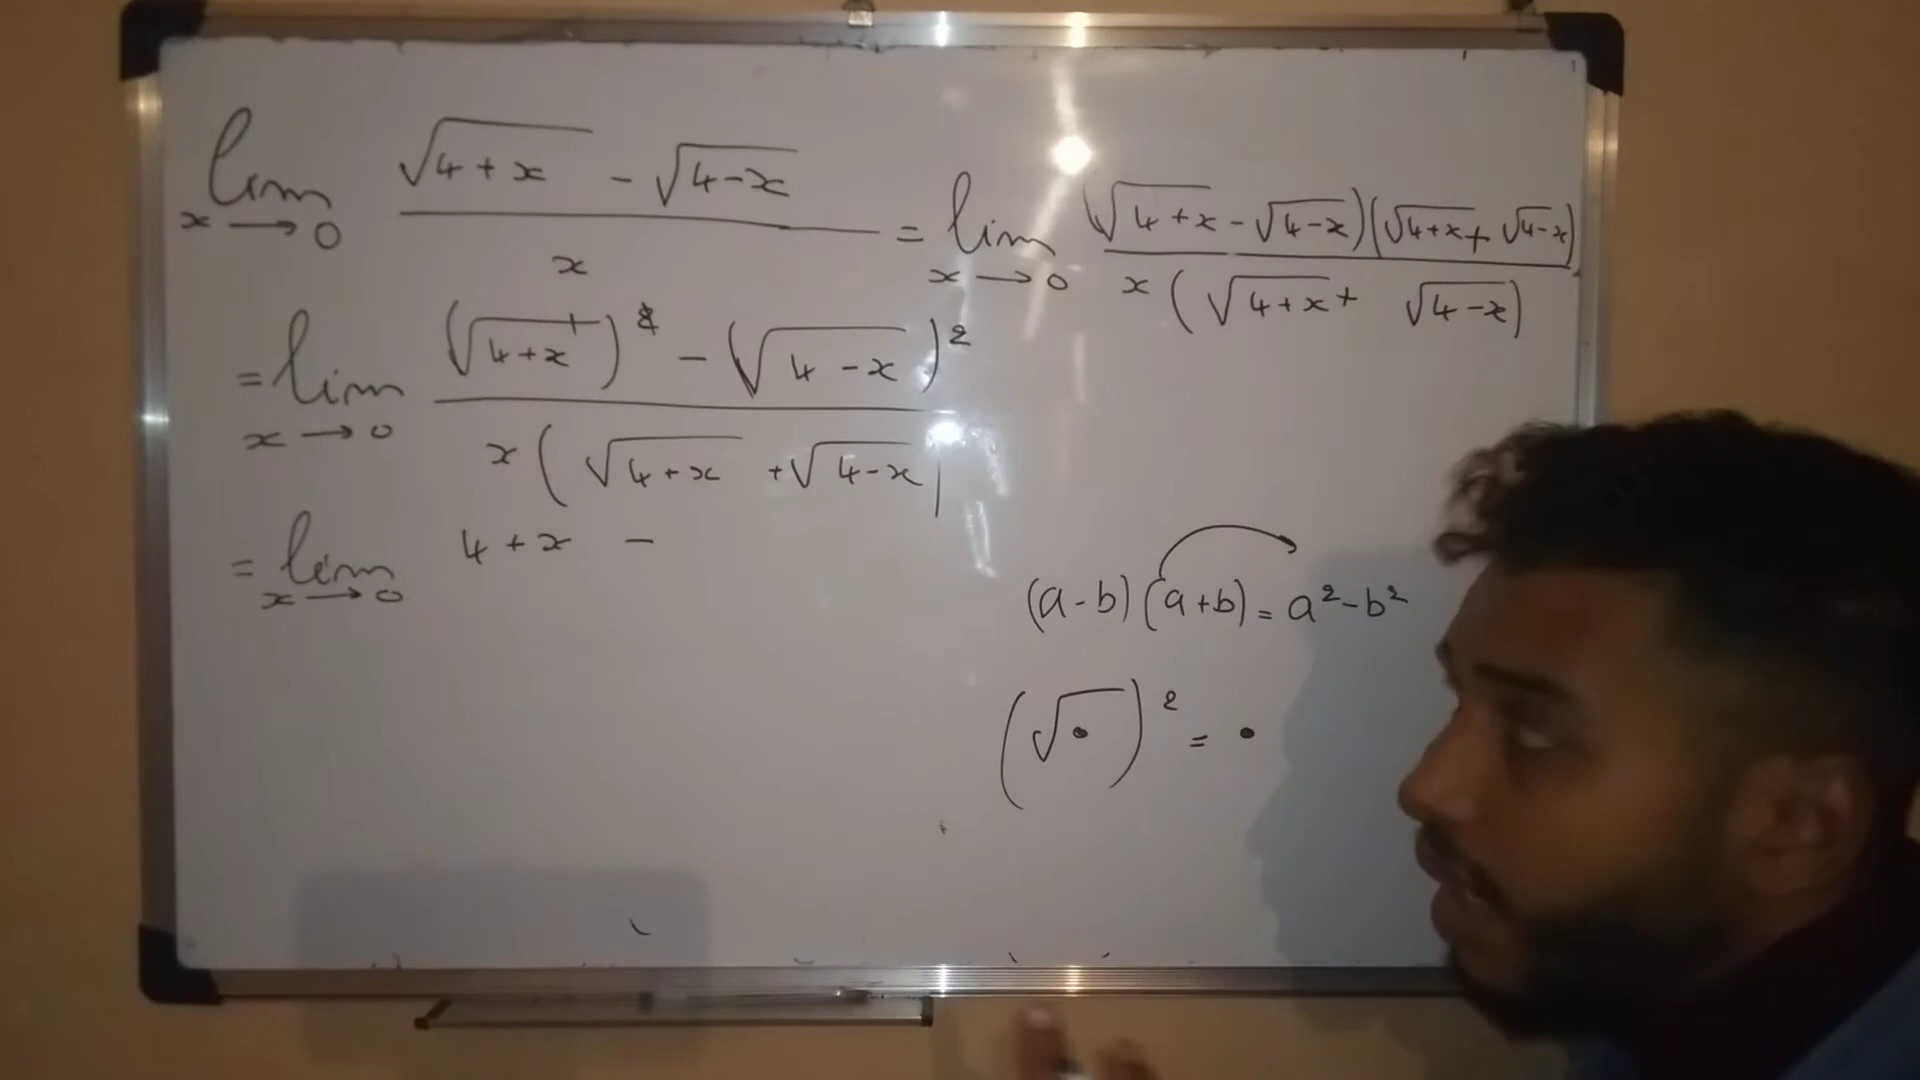 lim x→0 (√(4+x) - √(4-x)) / x = lim x→0 ((√(4+x) - √(4-x))(√(4+x) + √(4-x))) / (x(√(4+x) + √(4-x)))
= lim x→0 ((√(4+x))² - (√(4-x))²) / (x(√(4+x) + √(4-x)))
= lim x→0 4+x -
(a-b)(a+b) = a²-b²
(√•)² = •